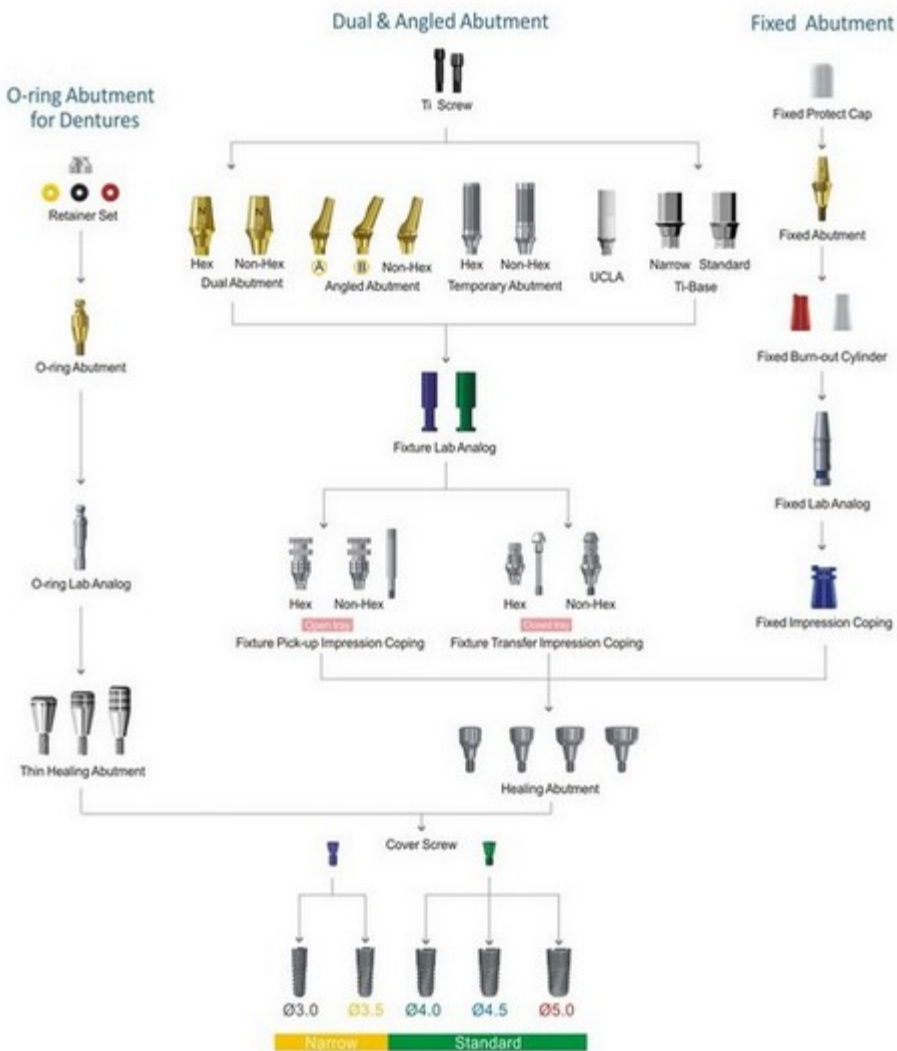 Dual & Angled Abutment
Fixed Abutment
O-ring Abutment
for Dentures
Ti Screw
Fixed Protect Cap
Retainer Set
Fixed Abutment
N
N
A
B
Hex
Non-Hex
Dual Abutment
Non-Hex
Angled Abutment
Hex
Non-Hex
Temporary Abutment
UCLA
Narrow
Standard
Ti-Base
O-ring Abutment
Fixed Burn-out Cylinder
Fixture Lab Analog
Fixed Lab Analog
O-ring Lab Analog
Hex
Non-Hex
Open tray
Fixture Pick-up Impression Coping
Hex
Non-Hex
Closed tray
Fixture Transfer Impression Coping
Fixed Impression Coping
Thin Healing Abutment
Healing Abutment
Cover Screw
Ø3.0
Ø3.5
Ø4.0
Ø4.5
Ø5.0
Narrow
Standard